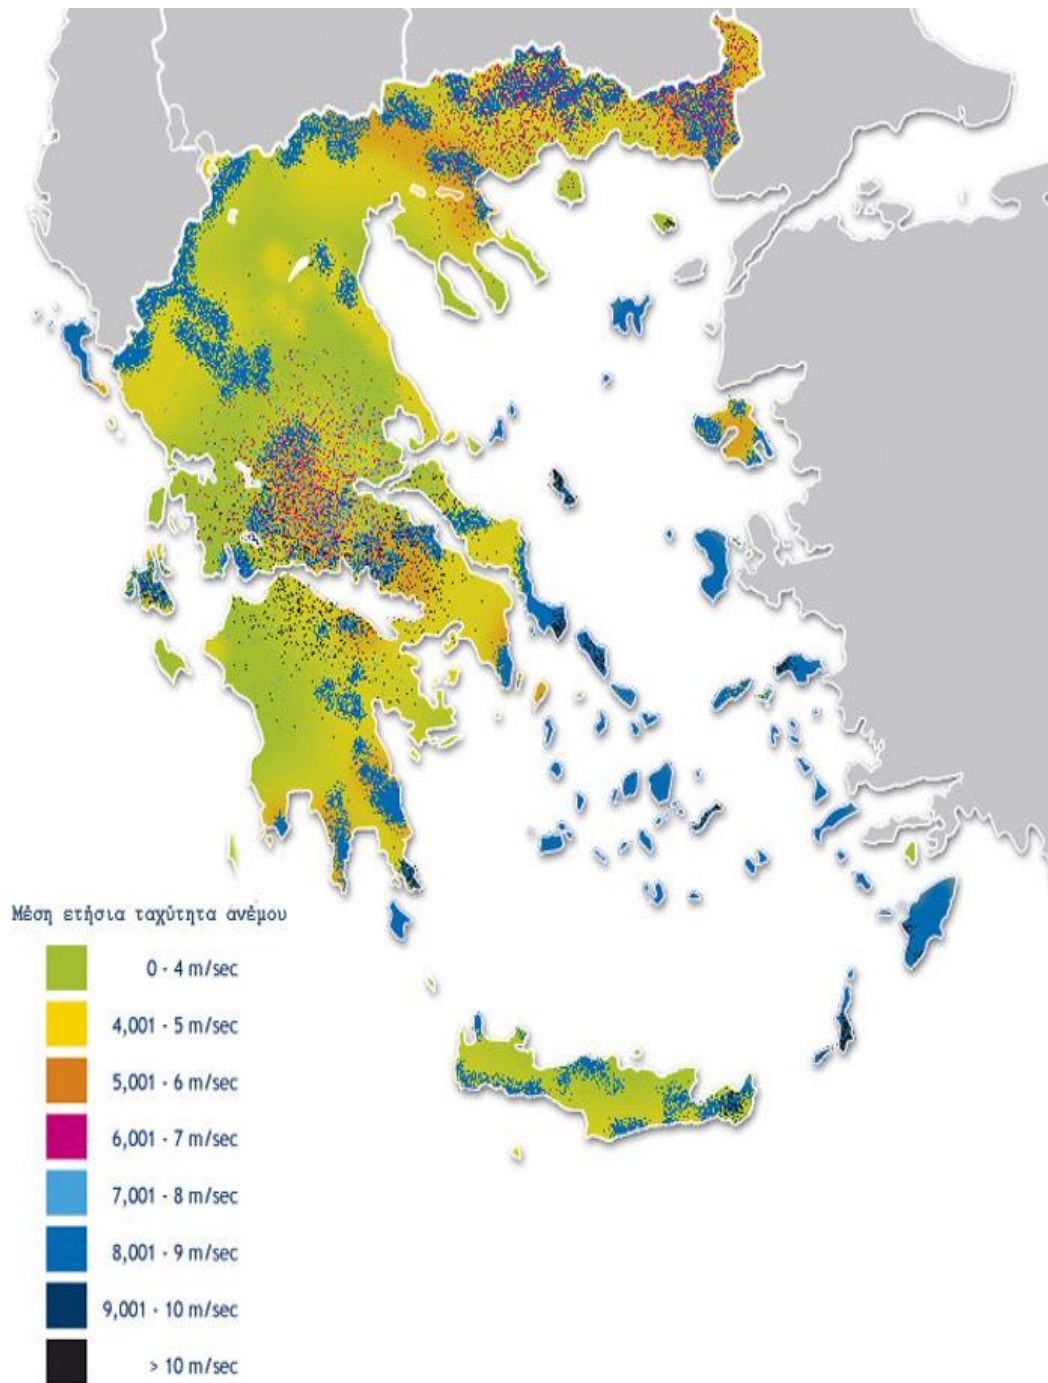 Μέση ετήσια ταχύτητα ανέμου
0 - 4 m/sec
4,001 - 5 m/sec
5,001 - 6 m/sec
6,001 - 7 m/sec
7,001 - 8 m/sec
8,001 - 9 m/sec
9,001 - 10 m/sec
> 10 m/sec